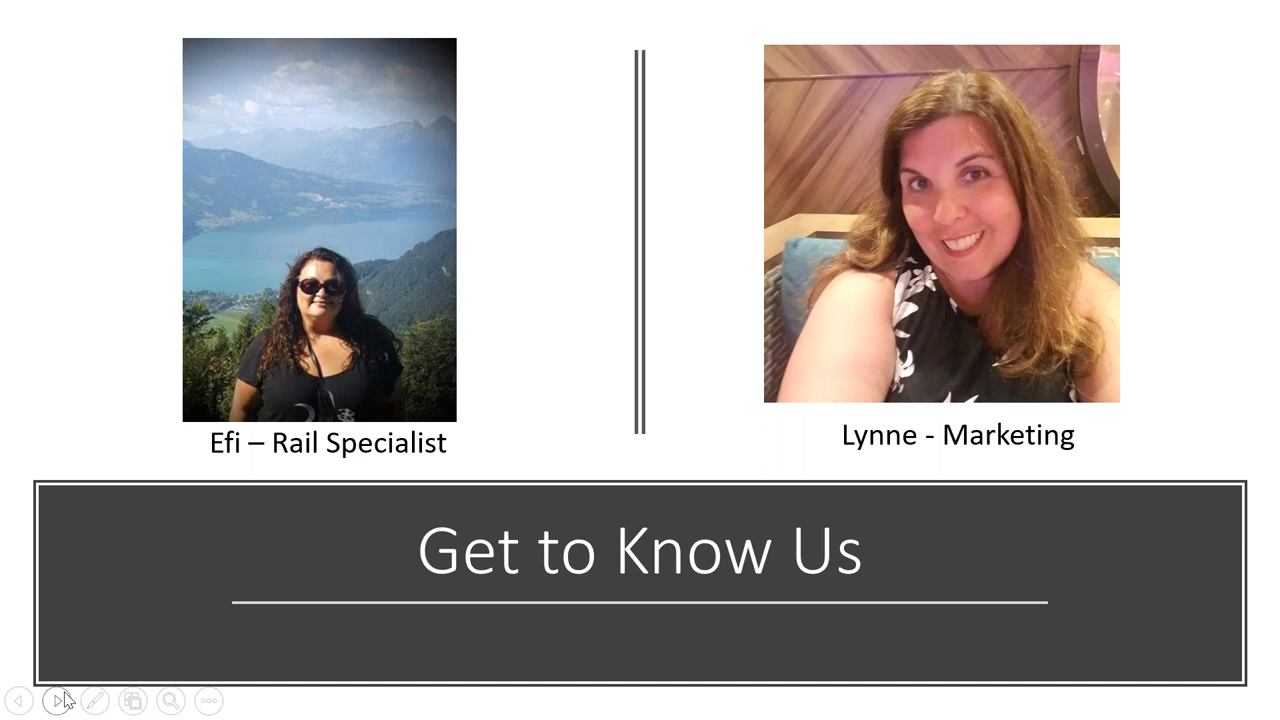 Efi – Rail Specialist
Lynne - Marketing
Get to Know Us